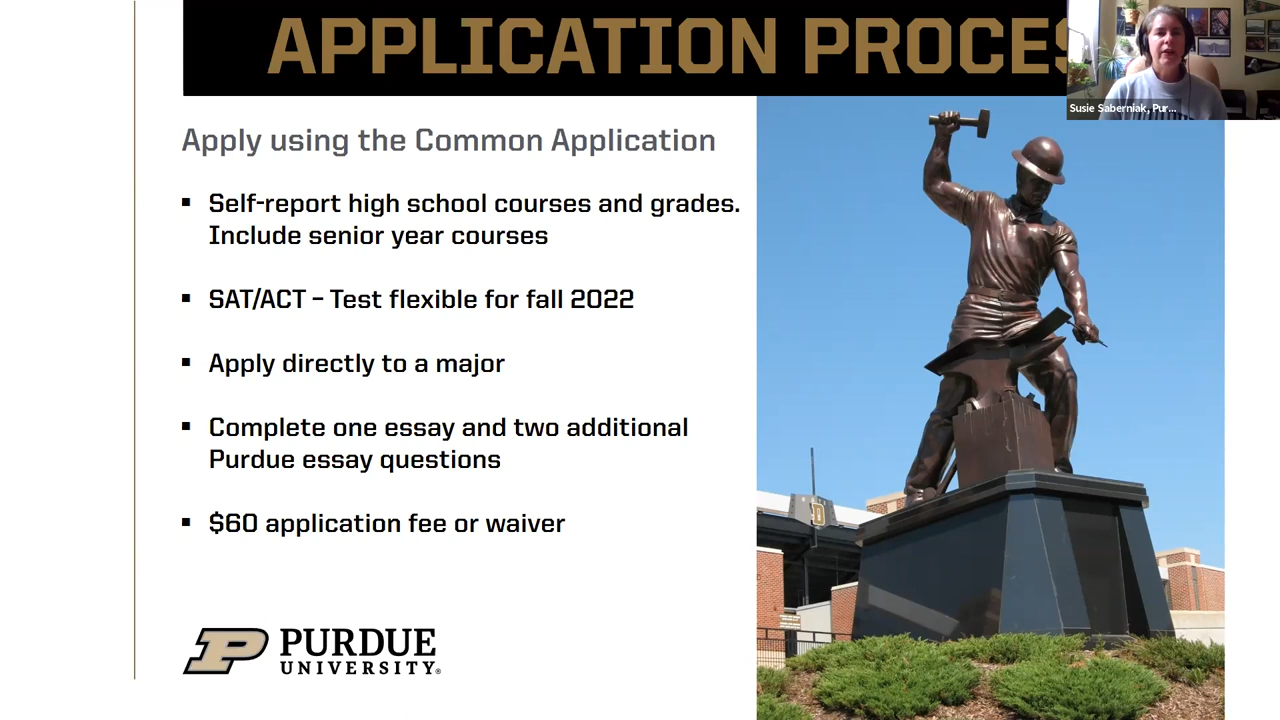 APPLICATION PROCES
Susie Saberniak, Pur...
Apply using the Common Application
▪ Self-report high school courses and grades.
Include senior year courses
▪ SAT/ACT – Test flexible for fall 2022
▪ Apply directly to a major
▪ Complete one essay and two additional
Purdue essay questions
▪ $60 application fee or waiver
P PURDUE
UNIVERSITY®